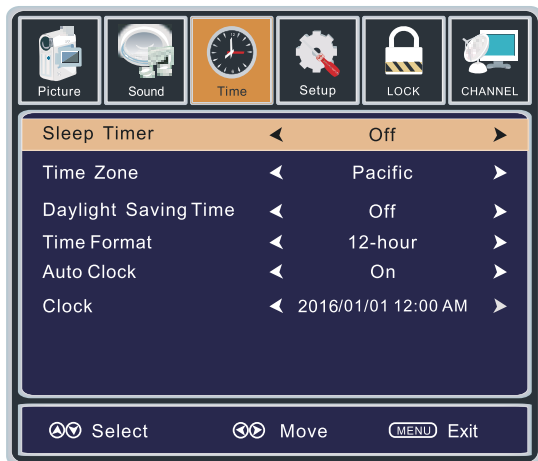 Picture Sound Time Setup LOCK CHANNEL
Sleep Timer Off
Time Zone Pacific
Daylight Saving Time Off
Time Format 12-hour
Auto Clock On
Clock 2016/01/01 12:00 AM
Select Move MENU Exit